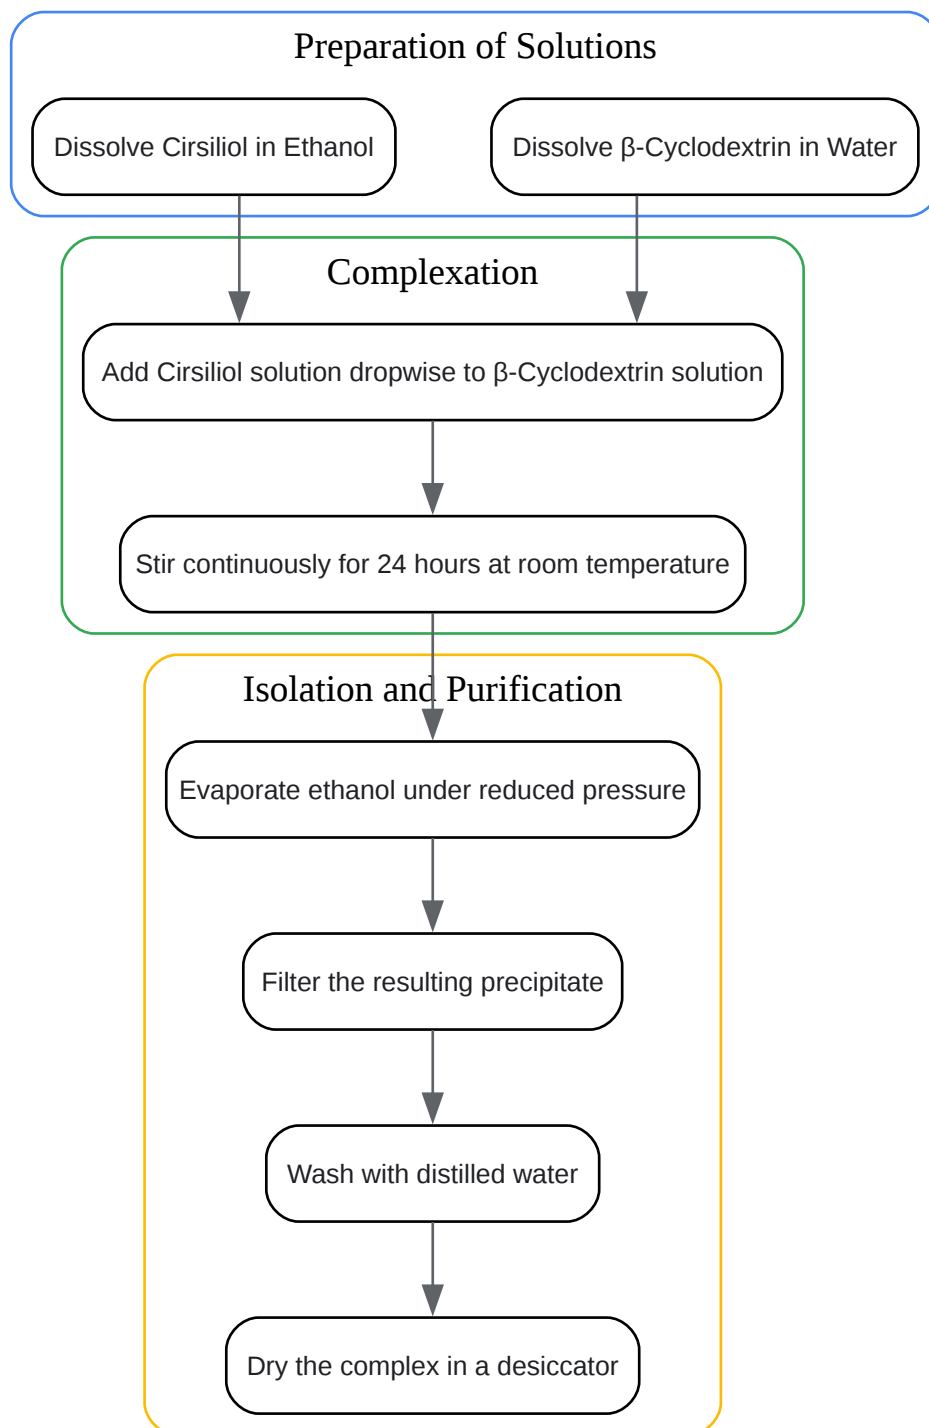 Preparation of Solutions
Dissolve Cirsiliol in Ethanol
Dissolve β-Cyclodextrin in Water
Complexation
Add Cirsiliol solution dropwise to β-Cyclodextrin solution
Stir continuously for 24 hours at room temperature
Isolation and Purification
Evaporate ethanol under reduced pressure
Filter the resulting precipitate
Wash with distilled water
Dry the complex in a desiccator